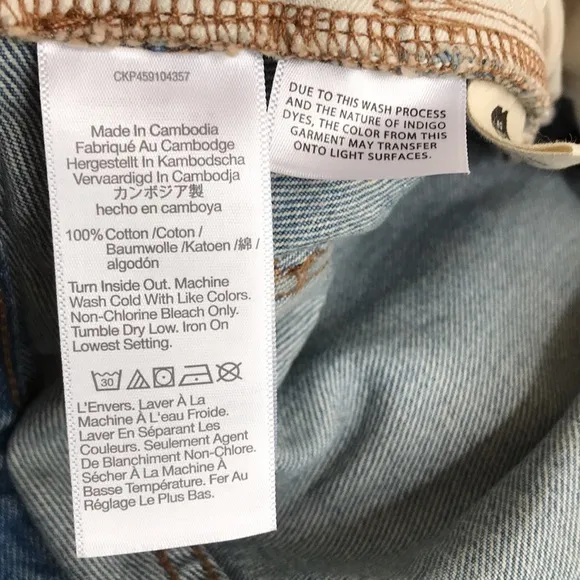 CKP459104357
Made In Cambodia
Fabriqué Au Cambodge
Hergestellt In Kambodscha
Vervaardigd In Cambodja
カンボジア製
hecho en camboya
100% Cotton /Coton /
Baumwolle /Katoen /綿 /
algodón
Turn Inside Out. Machine
Wash Cold With Like Colors.
Non-Chlorine Bleach Only.
Tumble Dry Low. Iron On
Lowest Setting.
30
L'Envers. Laver À La
Machine À L'eau Froide.
Laver En Séparant Les
Couleurs. Seulement Agent
De Blanchiment Non-Chlore.
Sécher À La Machine À
Basse Température. Fer Au
Réglage Le Plus Bas.
DUE TO THIS WASH PROCESS
AND THE NATURE OF INDIGO
DYES, THE COLOR FROM THIS
GARMENT MAY TRANSFER
ONTO LIGHT SURFACES.